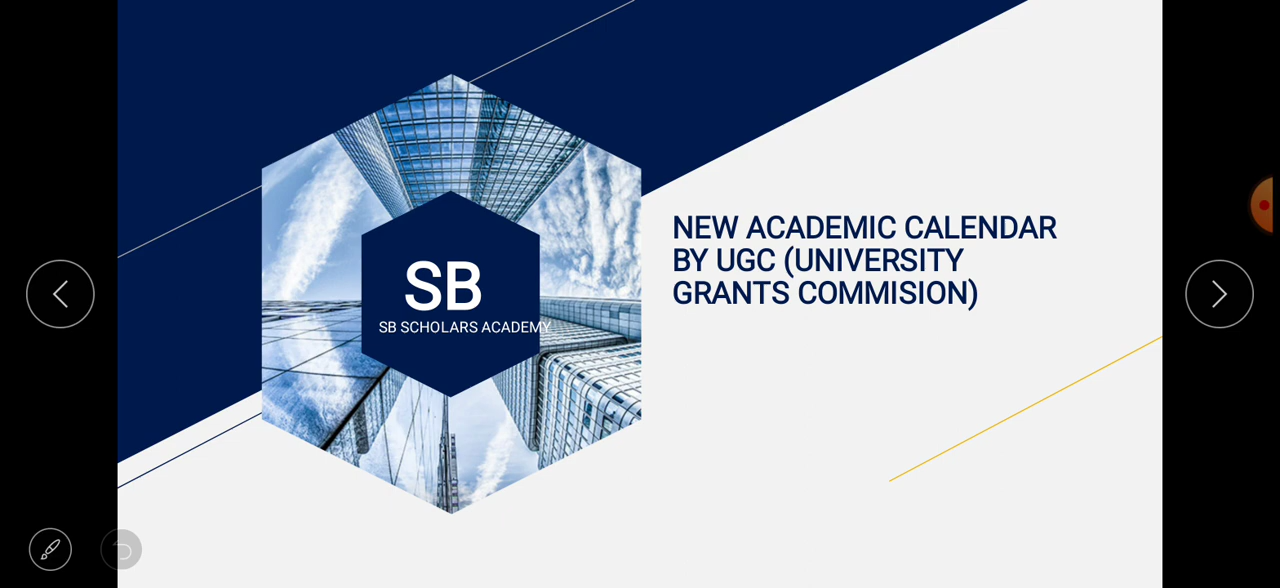 SB
SB SCHOLARS ACADEMY
NEW ACADEMIC CALENDAR
BY UGC (UNIVERSITY
GRANTS COMMISION)